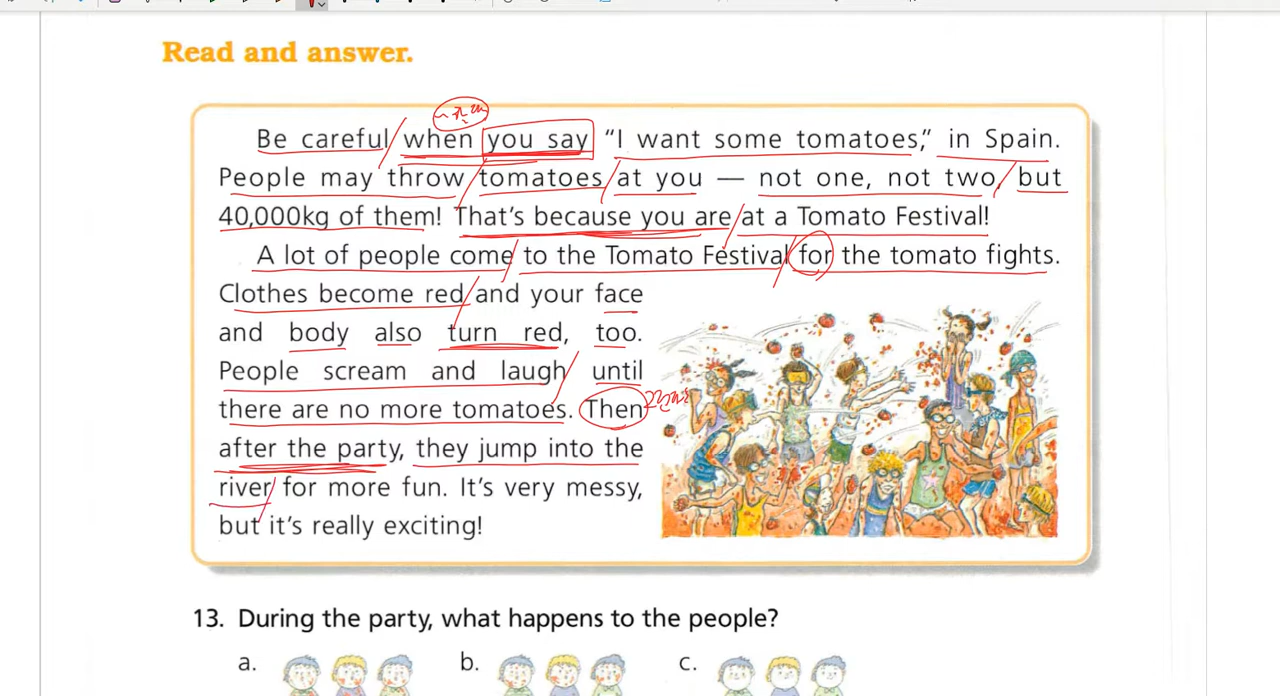 Read and answer.
Be careful when you say “I want some tomatoes,” in Spain.
People may throw tomatoes at you — not one, not two, but
40,000kg of them! That’s because you are at a Tomato Festival!
A lot of people come to the Tomato Festival for the tomato fights.
Clothes become red and your face
and body also turn red, too.
People scream and laugh until
there are no more tomatoes. Then
after the party, they jump into the
river for more fun. It’s very messy,
but it’s really exciting!
13. During the party, what happens to the people?
a. b. c.